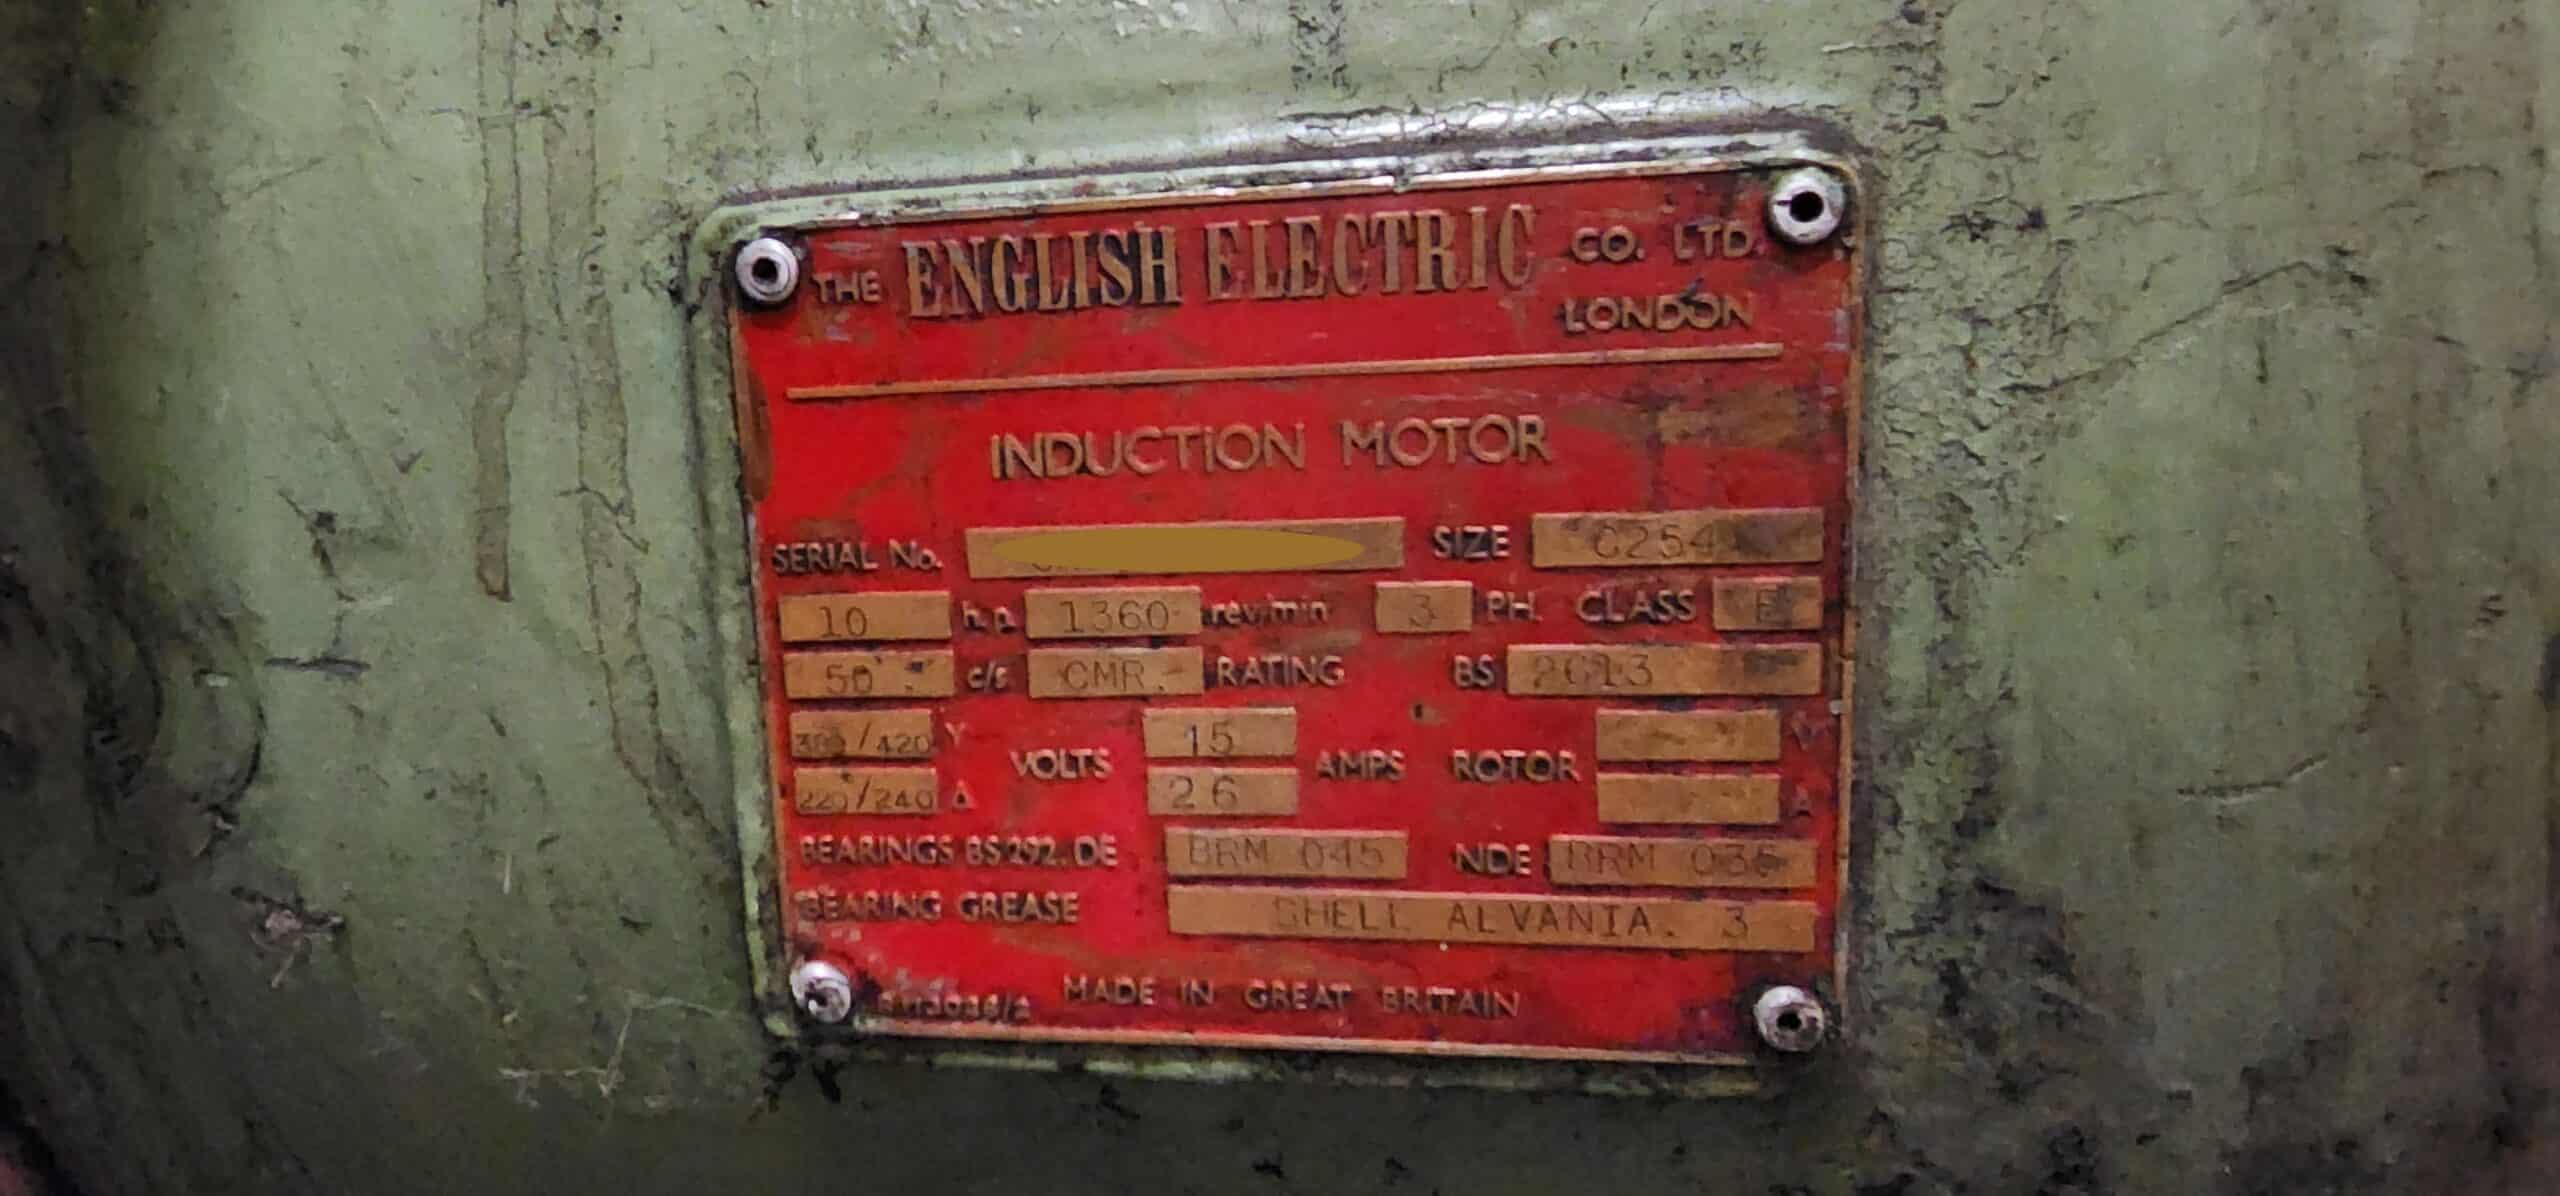 THE ENGLISH ELECTRIC CO. LTD.
LONDON
INDUCTION MOTOR
SERIAL No. SIZE C254
10 h.p. 1360 rev/min 3 PH. CLASS E
50 c/s CMR. RATING BS 2613
380/420 Y VOLTS 15 AMPS ROTOR V
220/240 Δ 26 A
BEARINGS BS292. DE BRM 045 NDE BRM 035
BEARING GREASE SHELL ALVANIA. 3
MADE IN GREAT BRITAIN